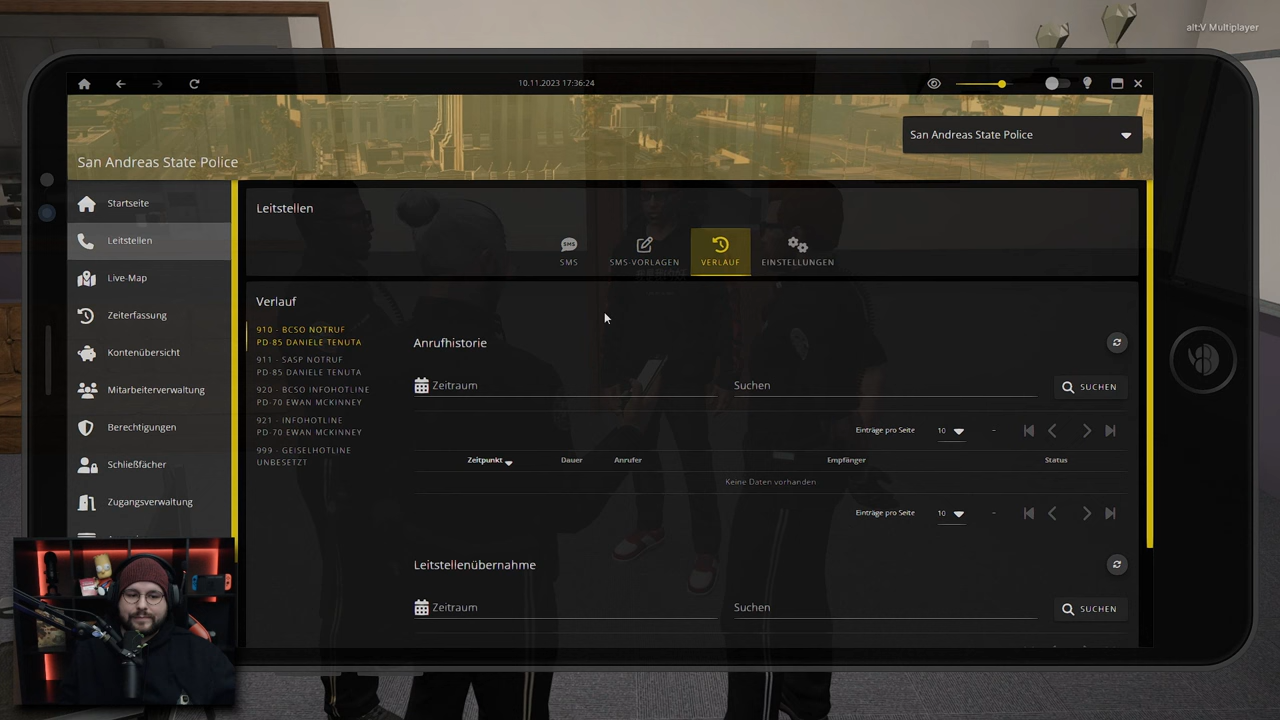 alt:V Multiplayer
10.11.2023 17:36:24
San Andreas State Police
San Andreas State Police
Startseite
Leitstellen
Live-Map
Zeiterfassung
Kontenübersicht
Mitarbeiterverwaltung
Berechtigungen
Schließfächer
Zugangsverwaltung
Leitstellen
SMS
SMS
SMS-VORLAGEN
VERLAUF
EINSTELLUNGEN
Verlauf
910 - BCSO NOTRUF
PD-85 DANIELE TENUTA
911 - SASP NOTRUF
PD-85 DANIELE TENUTA
920 - BCSO INFOHOTLINE
PD-70 EWAN MCKINNEY
921 - INFOHOTLINE
PD-70 EWAN MCKINNEY
999 - GEISELHOTLINE
UNBESETZT
Anrufhistorie
Zeitraum
Suchen
SUCHEN
Einträge pro Seite 10 -
Zeitpunkt Dauer Anrufer Empfänger Status
Keine Daten vorhanden
Einträge pro Seite 10 -
Leitstellenübernahme
Zeitraum
Suchen
SUCHEN